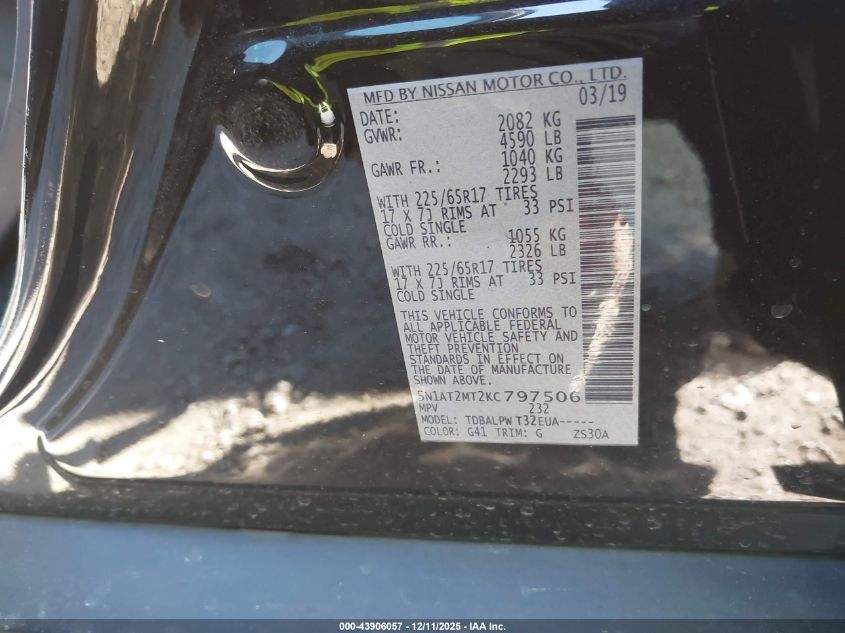 MFD BY NISSAN MOTOR CO., LTD.
DATE: 03/19
GVWR: 2082 KG
4590 LB
GAWR FR.: 1040 KG
2293 LB
WITH 225/65R17 TIRES
17 X 7J RIMS AT 33 PSI
COLD SINGLE
GAWR RR.: 1055 KG
2326 LB
WITH 225/65R17 TIRES
17 X 7J RIMS AT 33 PSI
COLD SINGLE
THIS VEHICLE CONFORMS TO
ALL APPLICABLE FEDERAL
MOTOR VEHICLE SAFETY AND
THEFT PREVENTION
STANDARDS IN EFFECT ON
THE DATE OF MANUFACTURE
SHOWN ABOVE.
5N1AT2MT2KC797506
MPV 232
MODEL: TDBALPW T32EUA-----
COLOR: G41 TRIM: G ZS30A
000-43906057 - 12/11/2025 - IAA Inc.